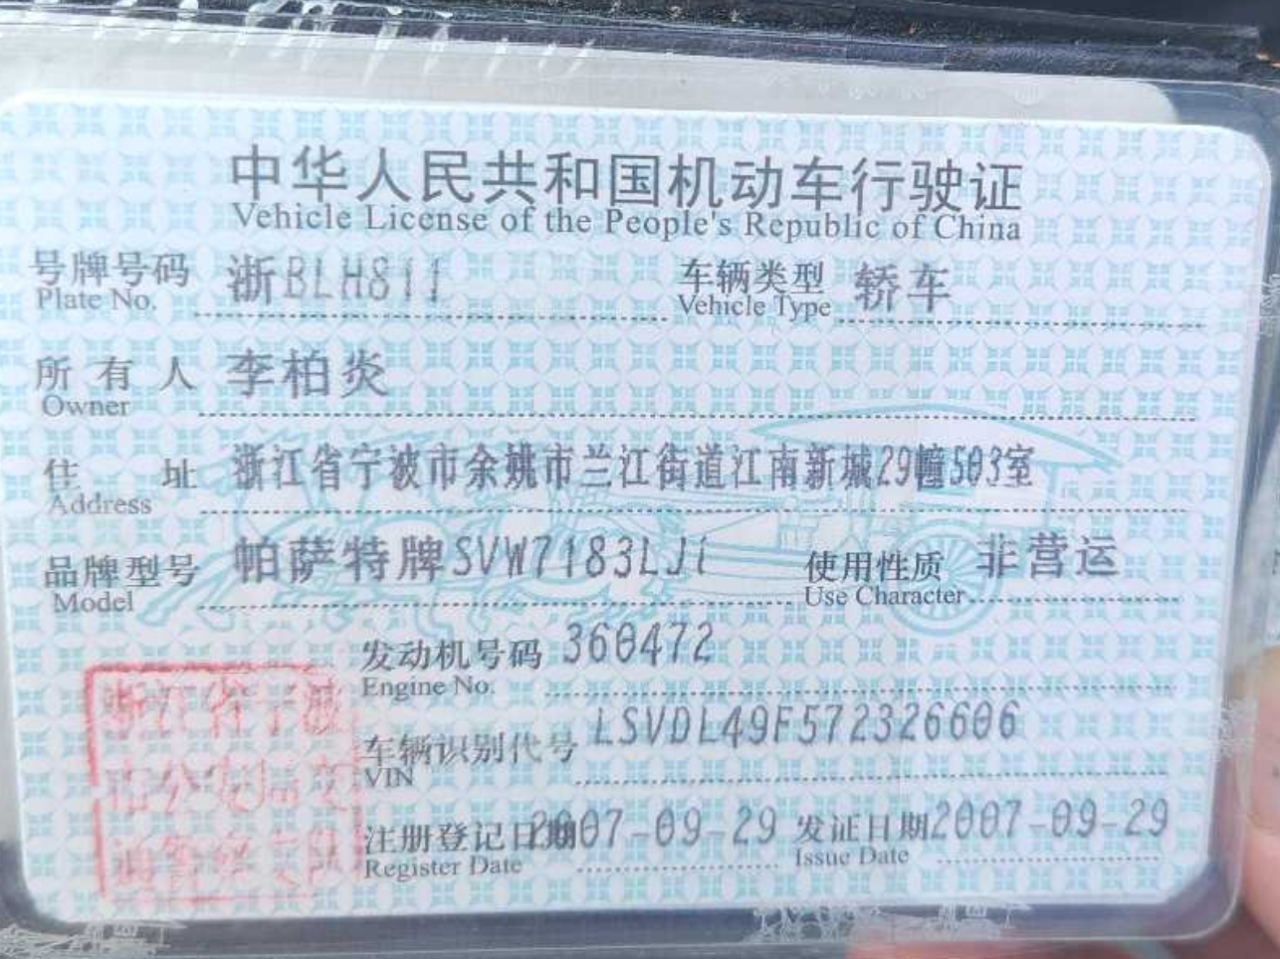 中华人民共和国机动车行驶证
Vehicle License of the People's Republic of China
号牌号码 浙BLH811 车辆类型 轿车
Plate No. Vehicle Type
所有人 李柏炎
Owner
住址 浙江省宁波市余姚市兰江街道江南新城29幢503室
Address
品牌型号 帕萨特牌SVW7183LJi 使用性质 非营运
Model Use Character
发动机号码 360472
Engine No.
车辆识别代号 LSVDL49F572326606
VIN
注册登记日期 2007-09-29 发证日期 2007-09-29
Register Date Issue Date